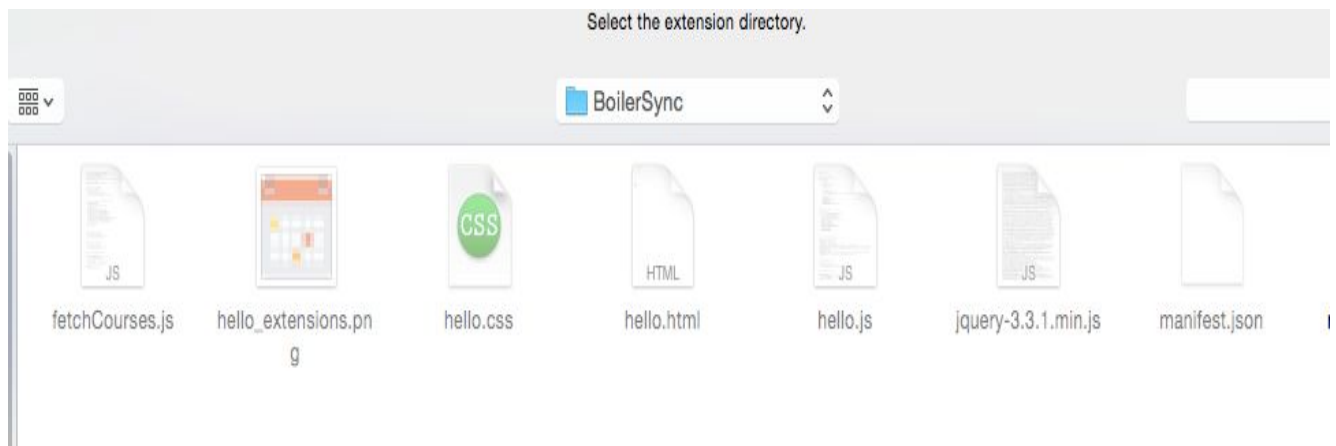 Select the extension directory.
BoilerSync
JS
CSS
HTML
JS
JS
fetchCourses.js
hello_extensions.pn
g
hello.css
hello.html
hello.js
jquery-3.3.1.min.js
manifest.json